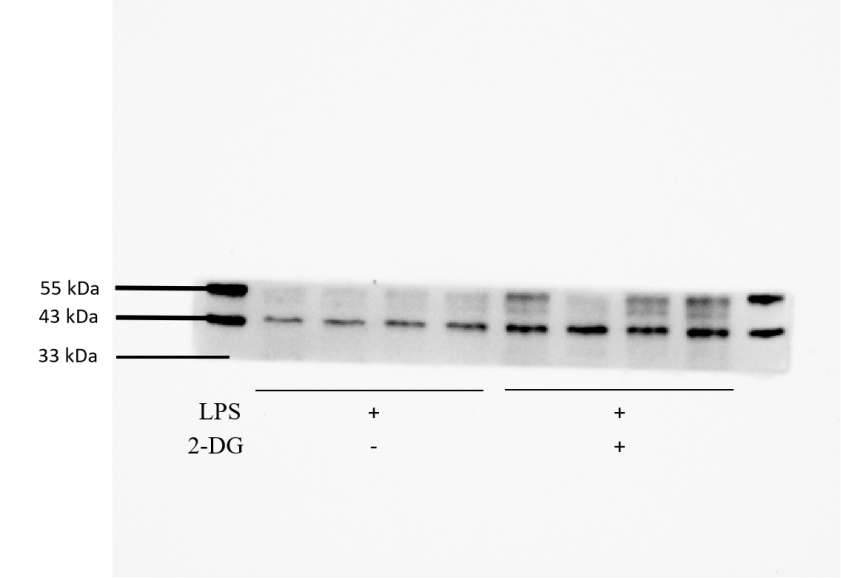 55 kDa
43 kDa
33 kDa
LPS + +
2-DG - +